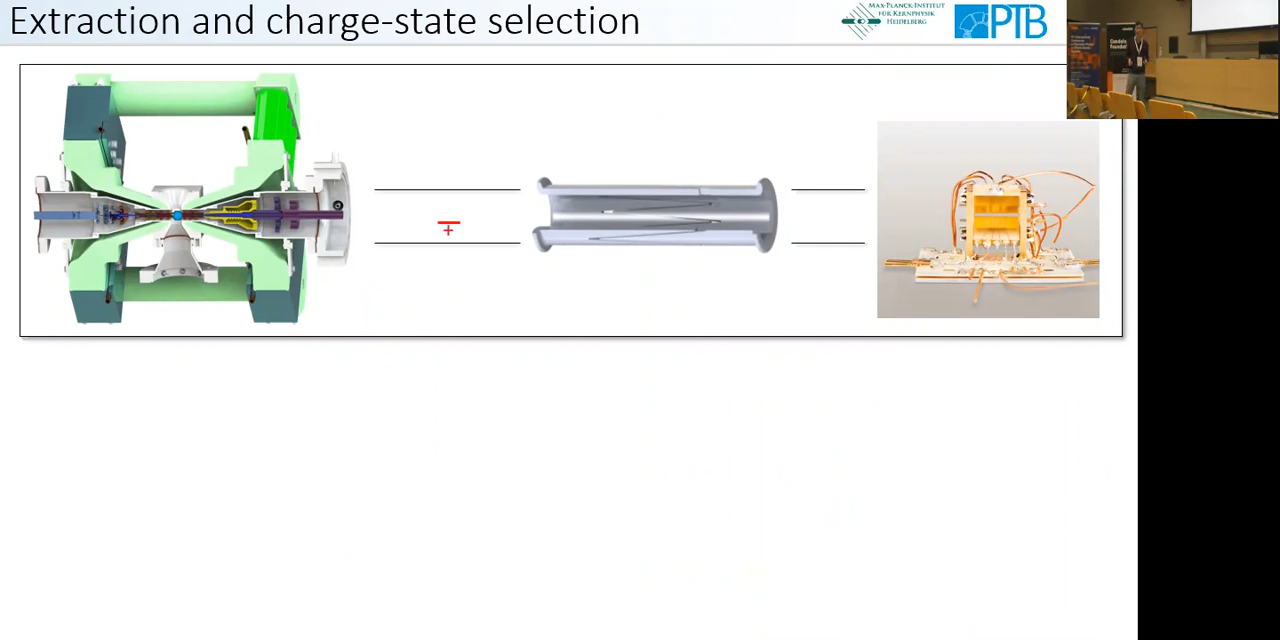 Extraction and charge-state selection
MAX-PLANCK-INSTITUT
FÜR KERNPHYSIK
HEIDELBERG
PTB